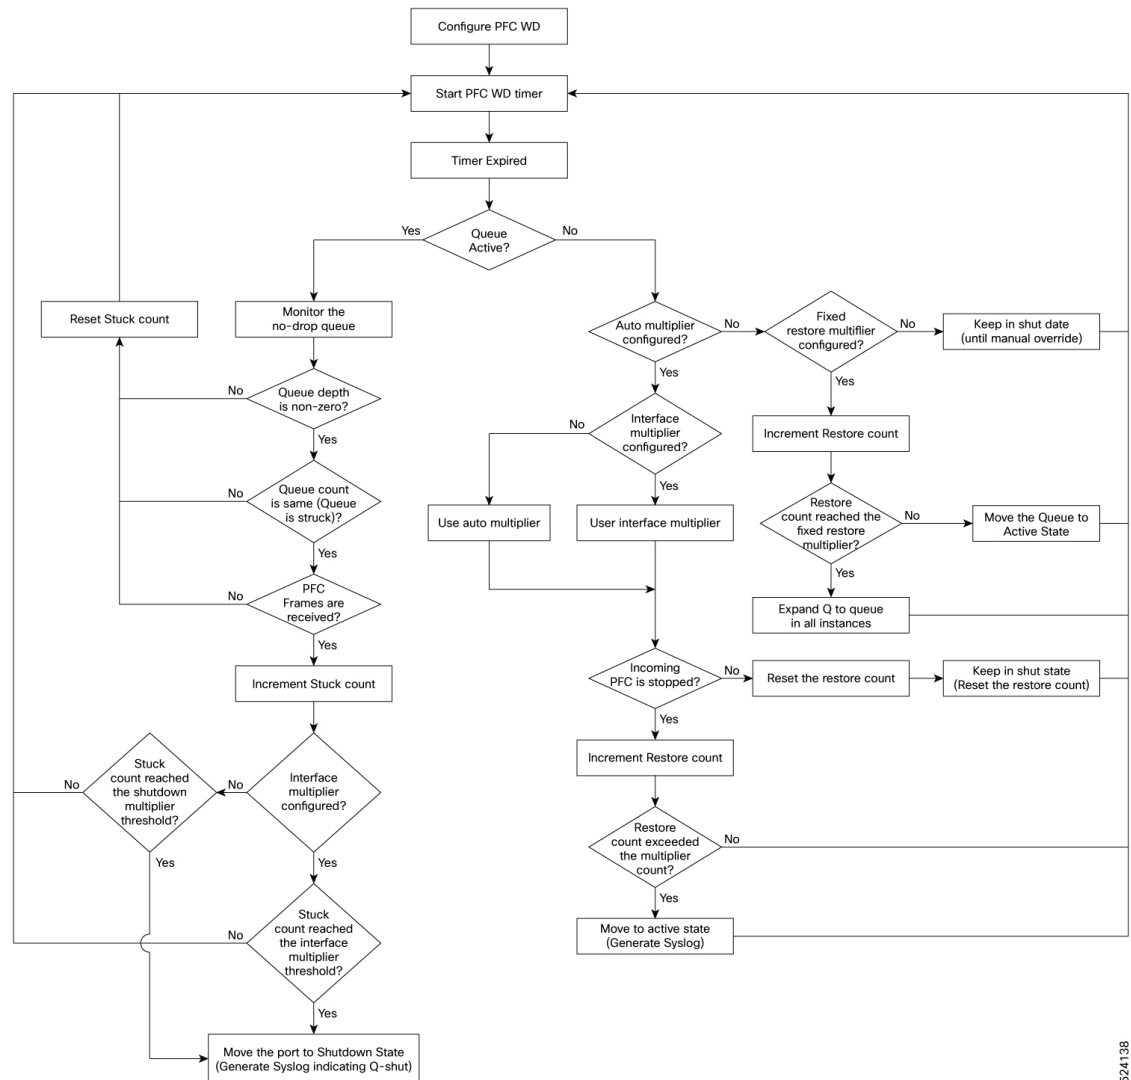 Configure PFC WD
Start PFC WD timer
Timer Expired
Queue
Active?
Yes
No
Reset Stuck count
Monitor the
no-drop queue
Queue depth
is non-zero?
No
Yes
Queue count
is same (Queue
is struck)?
No
Yes
PFC
Frames are
received?
No
Yes
Increment Stuck count
Interface
multiplier
configured?
No
Yes
Stuck
count reached
the shutdown
multiplier
threshold?
No
Yes
Stuck
count reached
the interface
multiplier
threshold?
No
Yes
Move the port to Shutdown State
(Generate Syslog indicating Q-shut)
Auto multiplier
configured?
No
Yes
Fixed
restore multiflier
configured?
No
Yes
Keep in shut date
(until manual override)
Interface
multiplier
configured?
No
Yes
Use auto multiplier
User interface multiplier
Increment Restore count
Restore
count reached the
fixed restore
multiplier?
No
Yes
Move the Queue to
Active State
Expand Q to queue
in all instances
Incoming
PFC is stopped?
No
Yes
Reset the restore count
Keep in shut state
(Reset the restore count)
Increment Restore count
Restore
count exceeded
the multiplier
count?
No
Yes
Move to active state
(Generate Syslog)
524138